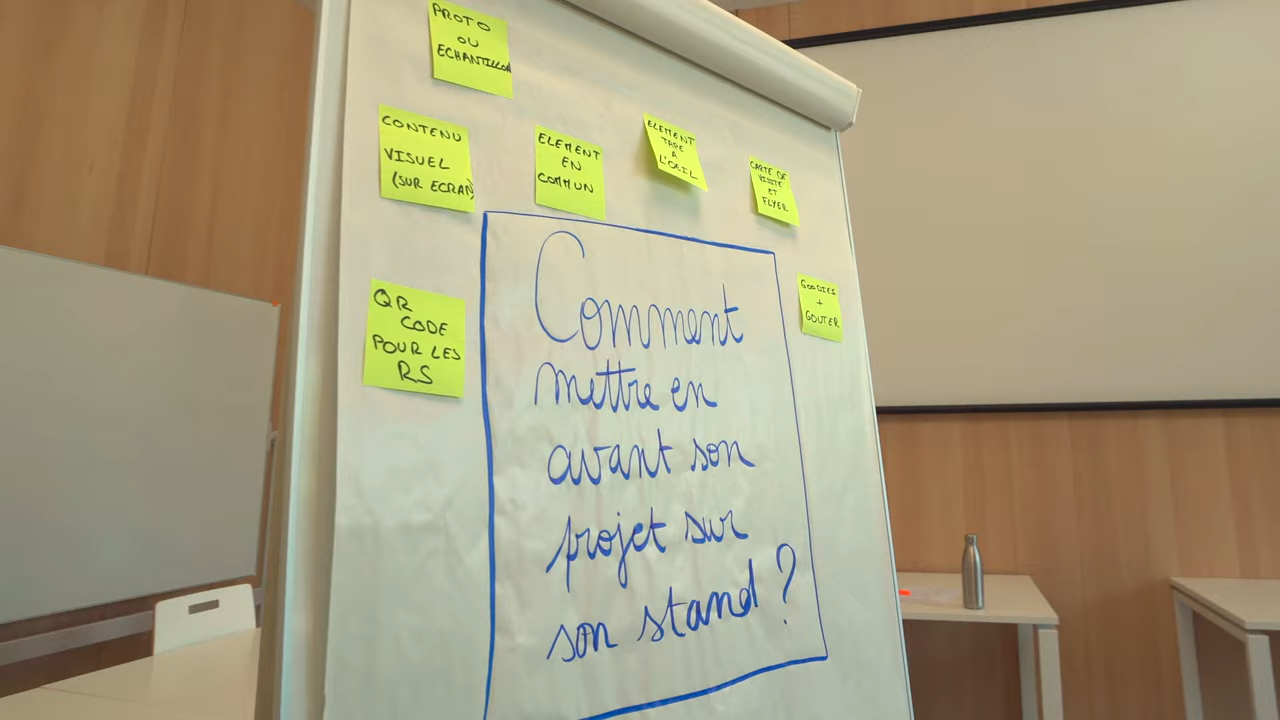 PROTO
OU
ECHANTILLON
CONTENU
VISUEL
(SUR ECRAN)
ELEMENT
EN
COMMUN
ELEMENT
TAPE
A
L'OEIL
CARTE DE
VISITE
ET
FLYER
QR
CODE
POUR LES
RS
GOODIES
+
GOUTER
Comment
mettre en
avant son
projet sur
son stand ?